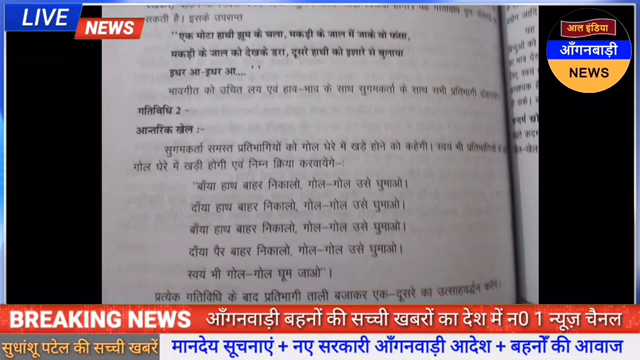 LIVE NEWS
सकती है। इसके उपरान्त
"एक मोटा हाथी झूम के चला, मकड़ी के जाल में जाके वो फंसा,
मकड़ी के जाल को देखके डरा, दूसरे हाथी को इशारे से बुलाया
इधर आ-इधर आ.... ''
भावगीत को उचित लय एवं हाव-भाव के साथ सुगमकर्ता के साथ सभी प्रतिभागी
गतिविधि 2 -
आन्तरिक खेल :-
सुगमकर्ता समस्त प्रतिभागियों को गोल घेरे में खड़े होने को कहेगी। स्वयं भी प्रतिभागियों के
गोल घेरे में खड़ी होगी एवं निम्न क्रिया करवायेंगे-:
"बाँया हाथ बाहर निकालो, गोल-गोल उसे घुमाओ।
दाँया हाथ बाहर निकालो, गोल-गोल उसे घुमाओ।
बाँया हाथ बाहर निकालो, गोल-गोल उसे घुमाओ।
दाँया पैर बाहर निकालो, गोल-गोल उसे घुमाओ।
स्वयं भी गोल-गोल घूम जाओ"।
प्रत्येक गतिविधि के बाद प्रतिभागी ताली बजाकर एक-दूसरे का उत्साहवर्द्धन करेंगे।
आल इंडिया
आँगनबाड़ी
NEWS
BREAKING NEWS आँगनवाड़ी बहनों की सच्ची खबरों का देश में न0 1 न्यूज़ चैनल
सुधांशू पटेल की सच्ची खबरें मानदेय सूचनाएं + नए सरकारी आँगनवाड़ी आदेश + बहनों की आवाज